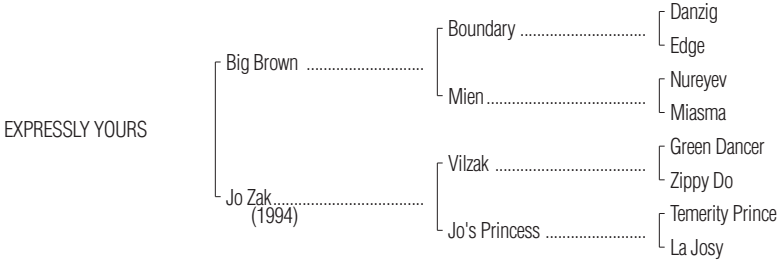 Danzig
Boundary ..............................
Edge
Big Brown ............................
Nureyev
Mien......................................
Miasma
EXPRESSLY YOURS
Green Dancer
Vilzak ....................................
Zippy Do
Jo Zak....................................
(1994)
Temerity Prince
Jo's Princess ........................
La Josy